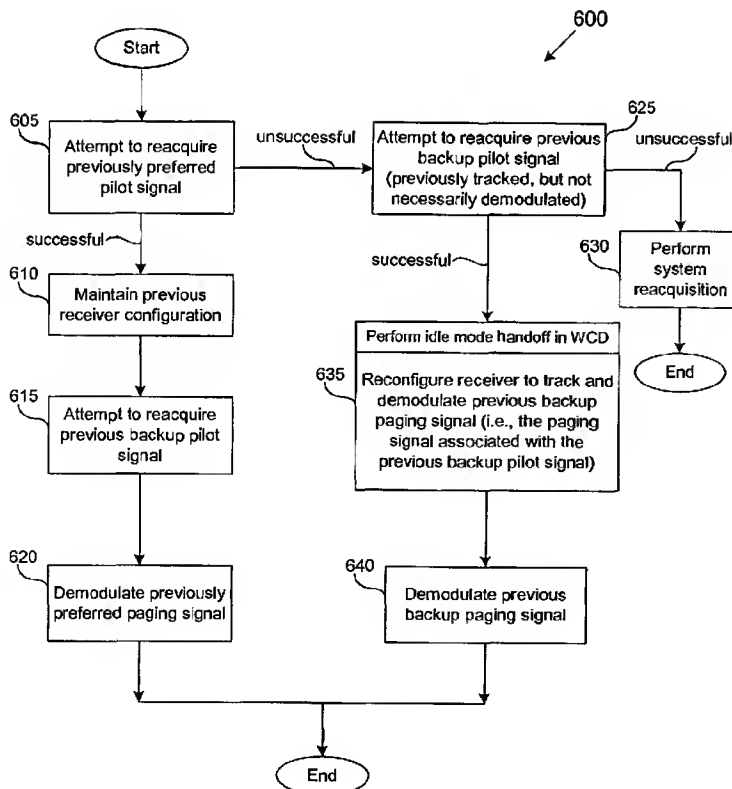 600
Start
605
Attempt to reacquire
previously preferred
pilot signal
unsuccessful
625
Attempt to reacquire previous
backup pilot signal
(previously tracked, but not
necessarily demodulated)
unsuccessful
successful
610
Maintain previous
receiver configuration
successful
630
Perform
system
reacquisition
End
615
Attempt to reacquire
previous backup pilot
signal
Perform idle mode handoff in WCD
635
Reconfigure receiver to track and
demodulate previous backup
paging signal (i.e., the paging
signal associated with the
previous backup pilot signal)
620
Demodulate previously
preferred paging signal
640
Demodulate previous
backup paging signal
End